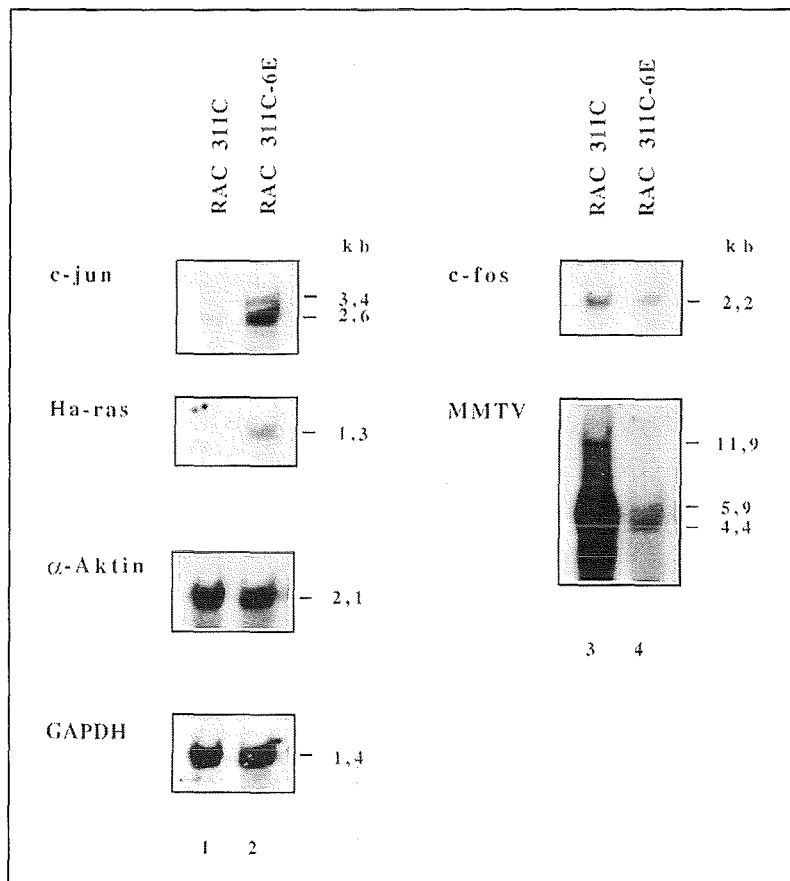 RAC 311C
RAC 311C-6E
kb
c-jun
3,4
2,6
Ha-ras
1,3
α-Aktin
2,1
GAPDH
1,4
1 2
RAC 311C
RAC 311C-6E
kb
c-fos
2,2
MMTV
11,9
5,9
4,4
3 4